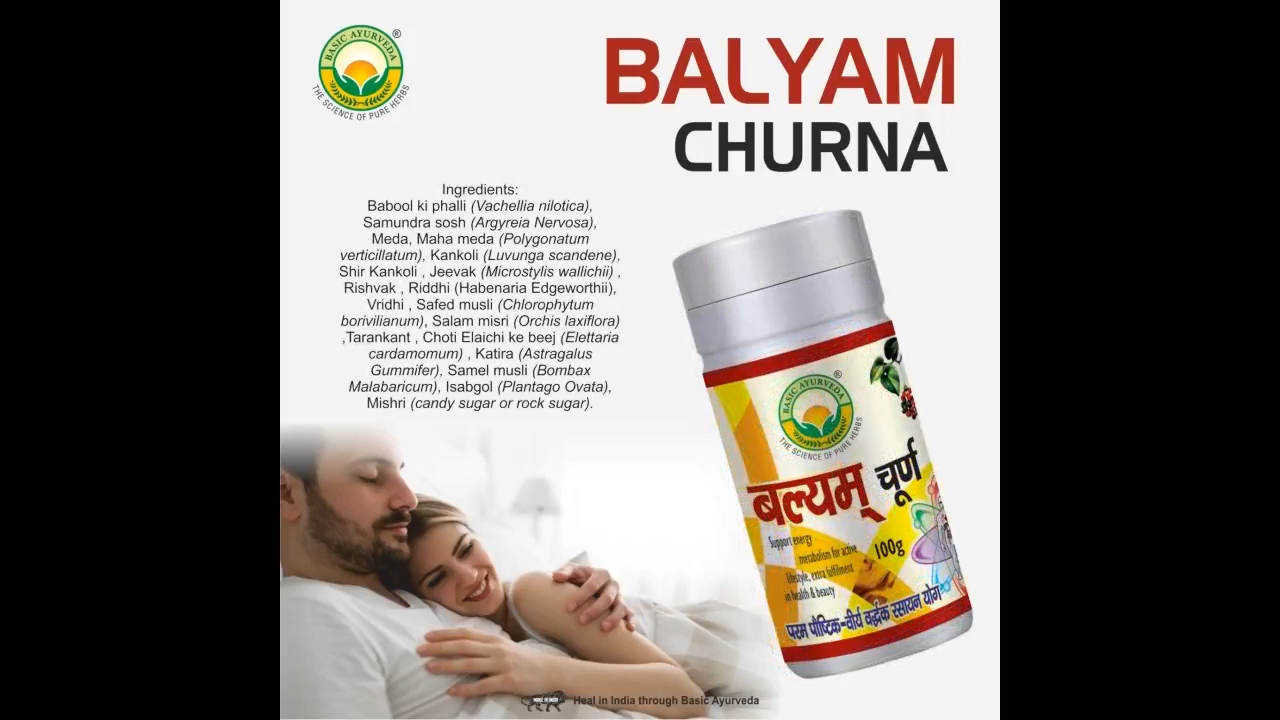 BASIC AYURVEDA
®
THE SCIENCE OF PURE HERBS
BALYAM
CHURNA
Ingredients:
Babool ki phalli (Vachellia nilotica),
Samundra sosh (Argyreia Nervosa),
Meda, Maha meda (Polygonatum
verticillatum), Kankoli (Luvunga scandene),
Shir Kankoli , Jeevak (Microstylis wallichii) ,
Rishvak , Riddhi (Habenaria Edgeworthii),
Vridhi , Safed musli (Chlorophytum
borivilianum), Salam misri (Orchis laxiflora)
,Tarankant , Choti Elaichi ke beej (Elettaria
cardamomum) , Katira (Astragalus
Gummifer), Samel musli (Bombax
Malabaricum), Isabgol (Plantago Ovata),
Mishri (candy sugar or rock sugar).
BASIC AYURVEDA
®
THE SCIENCE OF PURE HERBS
बल्यम् चूर्ण
Support energy
metabolism for active
lifestyle, extra fulfillment
in health & beauty
100g
परम पौष्टिक-वीर्य वर्द्धक रसायन योग
MAKE IN INDIA
Heal in India through Basic Ayurveda